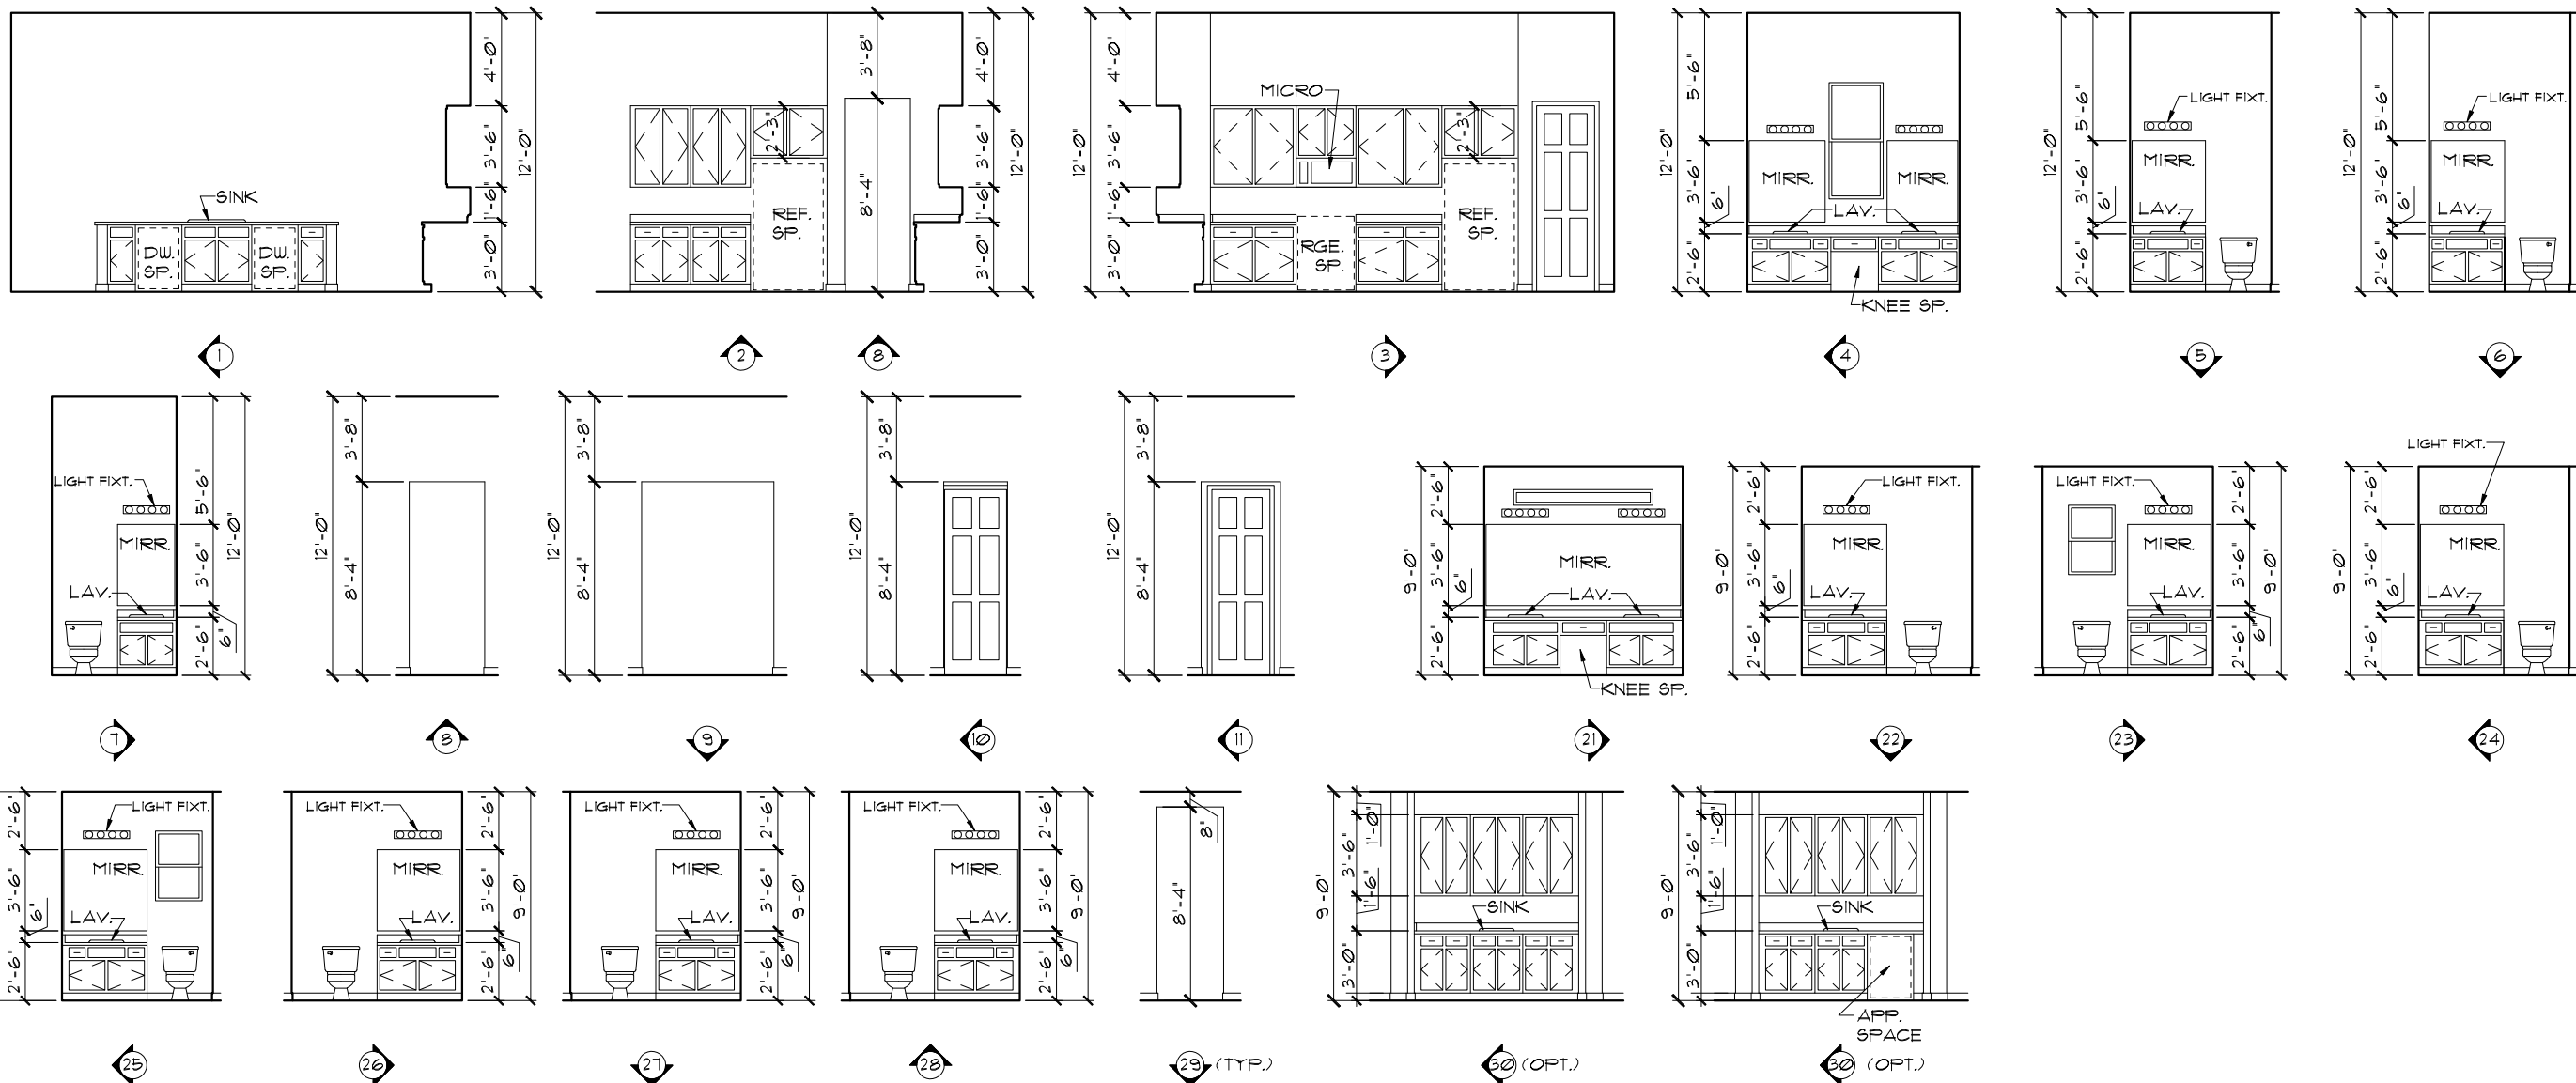 4'-0"
3'-6"
1'-6"
3'-0"
12'-0"
SINK
DW.
SP.
DW.
SP.
1
2'-3"
REF.
SP.
3'-8"
8'-4"
4'-0"
3'-6"
1'-6"
3'-0"
12'-0"
2
8
12'-0"
4'-0"
3'-6"
1'-6"
3'-0"
MICRO
2'-3"
RGE.
SP.
REF.
SP.
3
12'-0"
5'-6"
3'-6"
6"
2'-6"
MIRR.
MIRR.
LAV.
KNEE SP.
4
12'-0"
5'-6"
3'-6"
6"
2'-6"
LIGHT FIXT.
MIRR.
LAV.
5
12'-0"
5'-6"
3'-6"
6"
2'-6"
LIGHT FIXT.
MIRR.
LAV.
6
LIGHT FIXT.
MIRR.
LAV.
5'-6"
3'-6"
6"
2'-6"
12'-0"
7
12'-0"
3'-8"
8'-4"
8
12'-0"
3'-8"
8'-4"
9
12'-0"
3'-8"
8'-4"
10
12'-0"
3'-8"
8'-4"
11
9'-0"
2'-6"
3'-6"
6"
2'-6"
MIRR.
LAV.
KNEE SP.
21
9'-0"
2'-6"
3'-6"
6"
2'-6"
LIGHT FIXT.
MIRR.
LAV.
22
LIGHT FIXT.
MIRR.
LAV.
2'-6"
3'-6"
6"
2'-6"
9'-0"
23
LIGHT FIXT.
9'-0"
2'-6"
3'-6"
6"
2'-6"
MIRR.
LAV.
24
2'-6"
3'-6"
6"
2'-6"
LIGHT FIXT.
MIRR.
LAV.
25
LIGHT FIXT.
MIRR.
LAV.
2'-6"
3'-6"
6"
2'-6"
9'-0"
26
LIGHT FIXT.
MIRR.
LAV.
2'-6"
3'-6"
6"
2'-6"
9'-0"
27
LIGHT FIXT.
MIRR.
LAV.
2'-6"
3'-6"
6"
2'-6"
9'-0"
28
8"
8'-4"
29 (TYP.)
9'-0"
1'-0"
3'-6"
1'-6"
3'-0"
SINK
30 (OPT.)
9'-0"
1'-0"
3'-6"
1'-6"
3'-0"
SINK
APP.
SPACE
30 (OPT.)